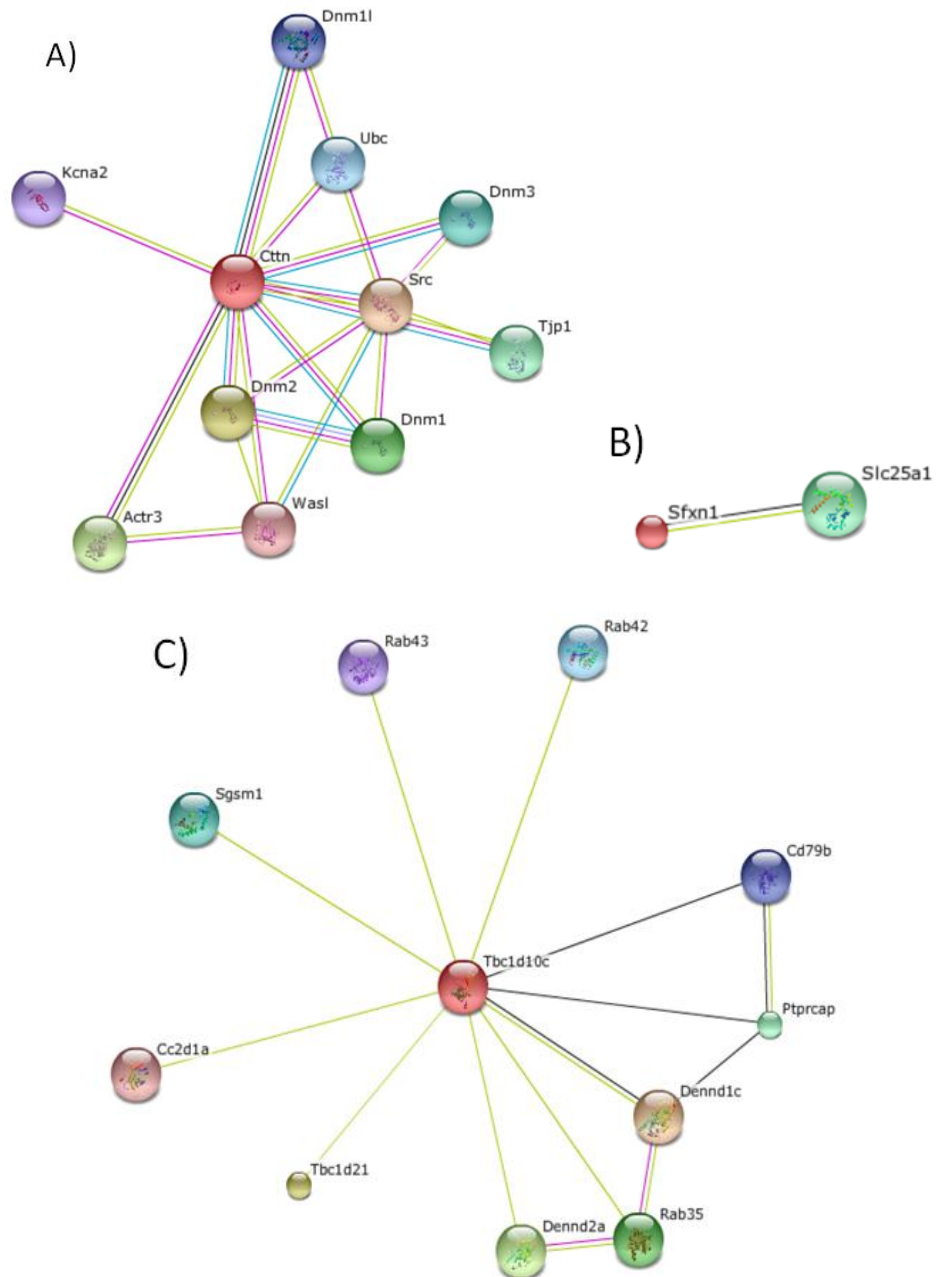 A)
Dnm1l
Ubc
Kcna2
Dnm3
Cttn
Src
Tjp1
Dnm2
Dnm1
Wasl
Actr3
B)
Sfxn1
Slc25a1
C)
Rab43
Rab42
Sgsm1
Cd79b
Tbc1d10c
Ptprcap
Cc2d1a
Dennd1c
Tbc1d21
Dennd2a
Rab35